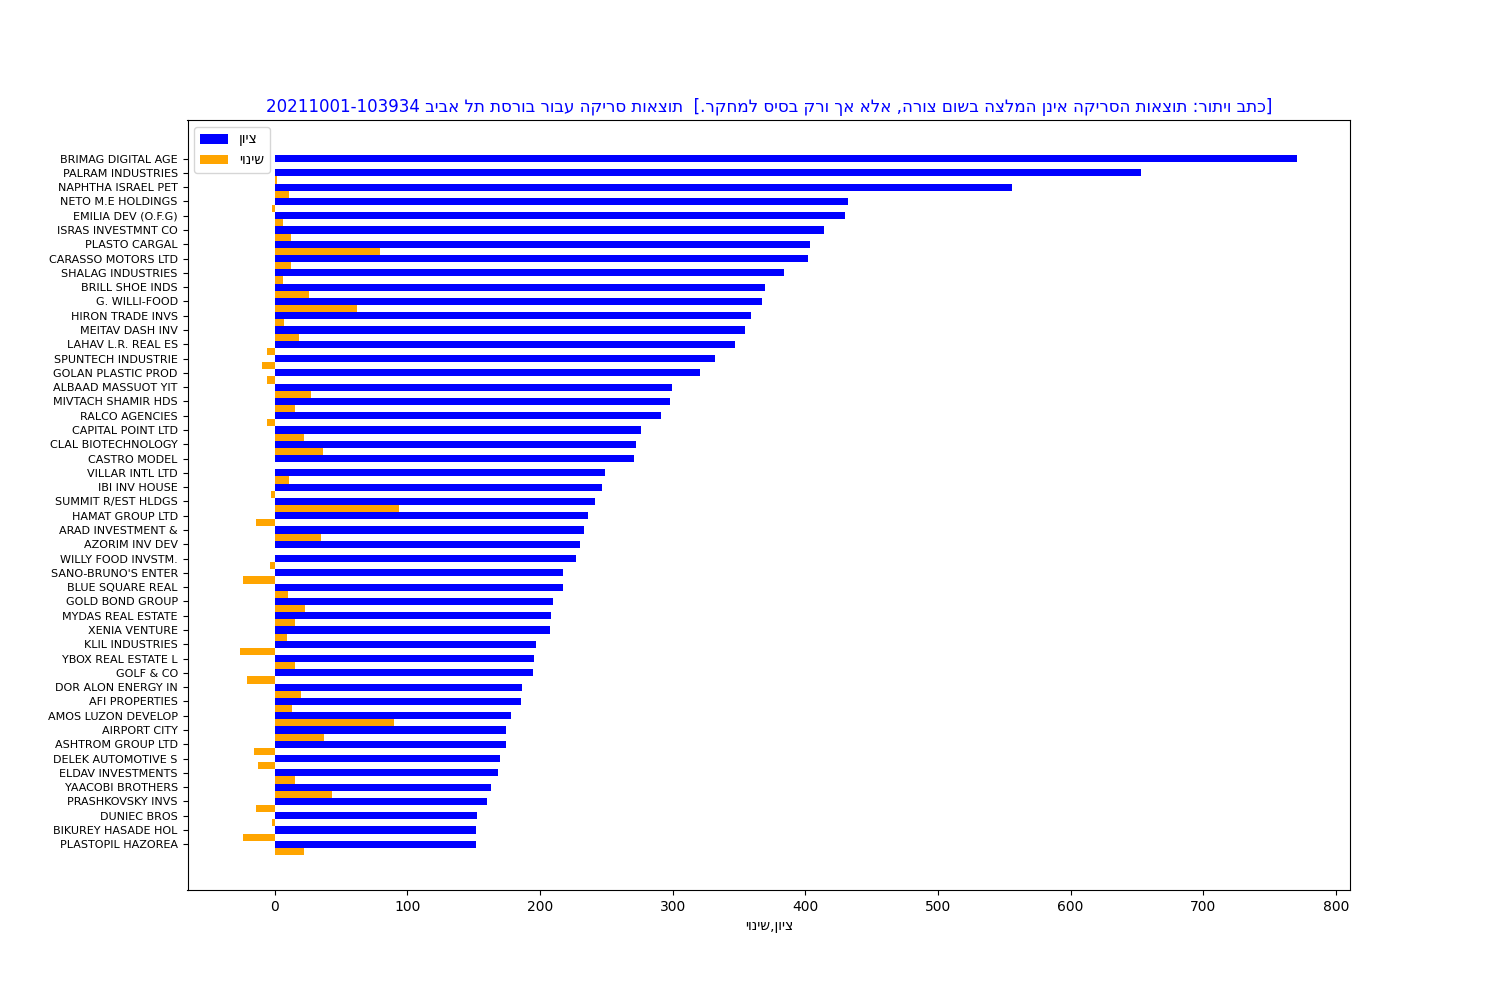 תוצאות סריקה עבור בורסת תל אביב 20211001-103934 [כתב ויתור: תוצאות הסריקה אינן המלצה בשום צורה, אלא אך ורק בסיס למחקר.]
ציון
שינוי
BRIMAG DIGITAL AGE
PALRAM INDUSTRIES
NAPHTHA ISRAEL PET
NETO M.E HOLDINGS
EMILIA DEV (O.F.G)
ISRAS INVESTMNT CO
PLASTO CARGAL
CARASSO MOTORS LTD
SHALAG INDUSTRIES
BRILL SHOE INDS
G. WILLI-FOOD
HIRON TRADE INVS
MEITAV DASH INV
LAHAV L.R. REAL ES
SPUNTECH INDUSTRIE
GOLAN PLASTIC PROD
ALBAAD MASSUOT YIT
MIVTACH SHAMIR HDS
RALCO AGENCIES
CAPITAL POINT LTD
CLAL BIOTECHNOLOGY
CASTRO MODEL
VILLAR INTL LTD
IBI INV HOUSE
SUMMIT R/EST HLDGS
HAMAT GROUP LTD
ARAD INVESTMENT &
AZORIM INV DEV
WILLY FOOD INVSTM.
SANO-BRUNO'S ENTER
BLUE SQUARE REAL
GOLD BOND GROUP
MYDAS REAL ESTATE
XENIA VENTURE
KLIL INDUSTRIES
YBOX REAL ESTATE L
GOLF & CO
DOR ALON ENERGY IN
AFI PROPERTIES
AMOS LUZON DEVELOP
AIRPORT CITY
ASHTROM GROUP LTD
DELEK AUTOMOTIVE S
ELDAV INVESTMENTS
YAACOBI BROTHERS
PRASHKOVSKY INVS
DUNIEC BROS
BIKUREY HASADE HOL
PLASTOPIL HAZOREA
0 100 200 300 400 500 600 700 800
ציון,שינוי